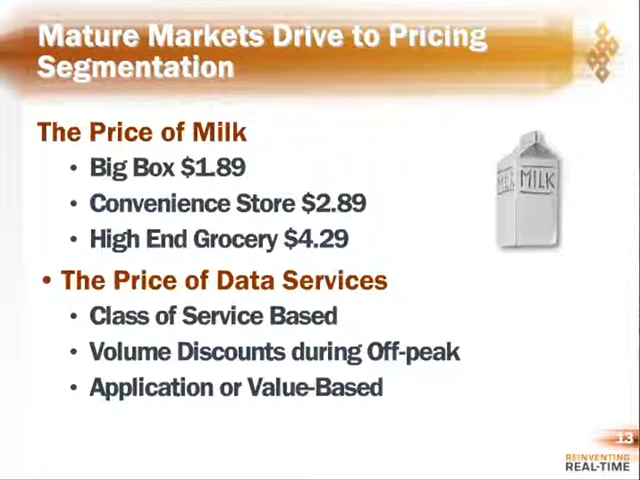 Mature Markets Drive to Pricing
Segmentation
The Price of Milk
• Big Box $1.89
• Convenience Store $2.89
• High End Grocery $4.29
MILK
• The Price of Data Services
• Class of Service Based
• Volume Discounts during Off-peak
• Application or Value-Based
13
REINVENTING
REAL-TIME